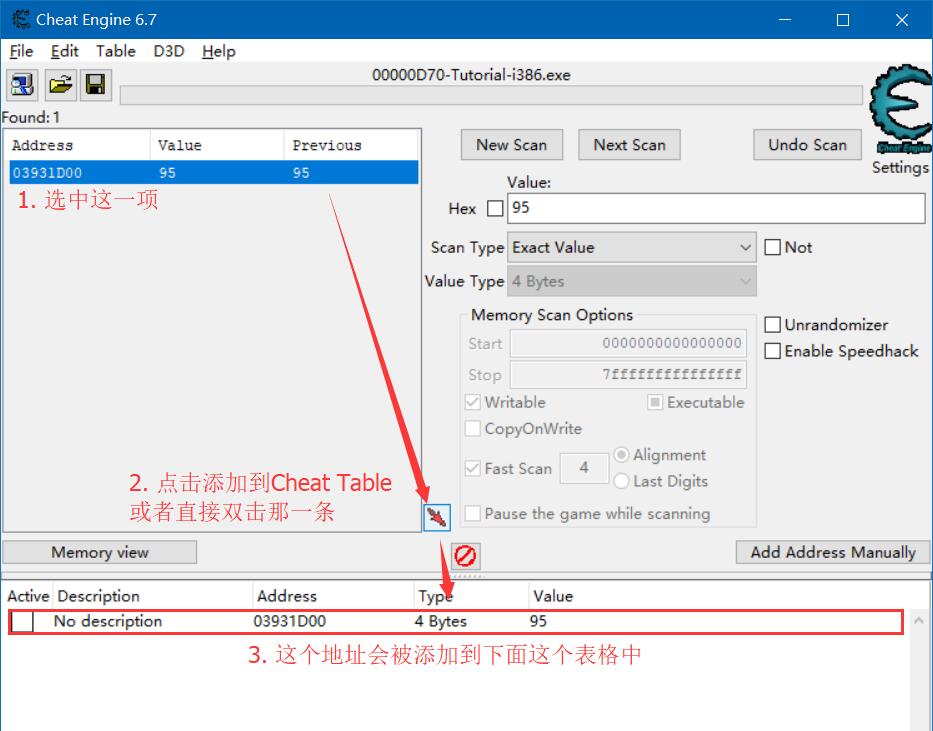 Cheat Engine 6.7
File Edit Table D3D Help
00000D70-Tutorial-i386.exe
Found: 1
Address Value Previous
03931D00 95 95
1. 选中这一项
New Scan Next Scan Undo Scan
Cheat Engine
Settings
Value:
Hex 95
Scan Type Exact Value Not
Value Type 4 Bytes
Memory Scan Options
Start 0000000000000000
Stop 7fffffffffffffff
Unrandomizer
Enable Speedhack
Writable Executable
CopyOnWrite
Fast Scan 4 Alignment
Last Digits
Pause the game while scanning
2. 点击添加到Cheat Table
或者直接双击那一条
Memory view Add Address Manually
Active Description Address Type Value
No description 03931D00 4 Bytes 95
3. 这个地址会被添加到下面这个表格中